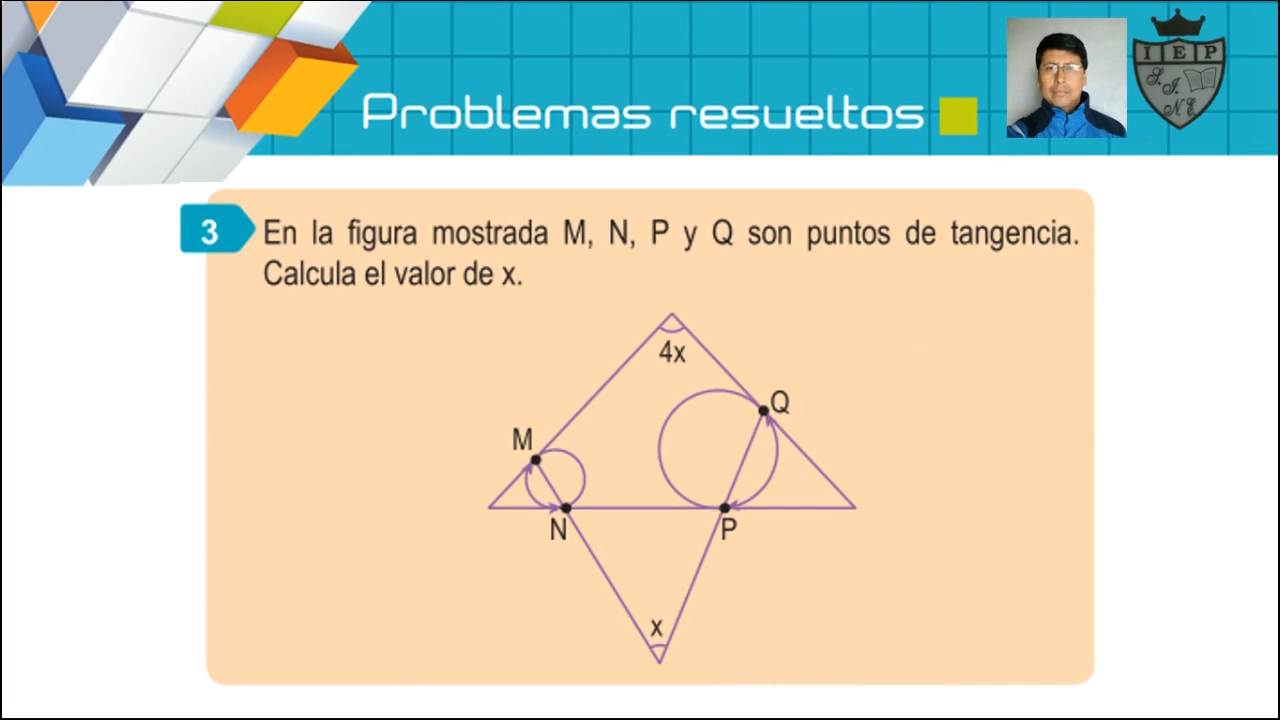 Problemas resueltos
I E P
S. J.
N E
3
En la figura mostrada M, N, P y Q son puntos de tangencia.
Calcula el valor de x.
4x
Q
M
N
P
x